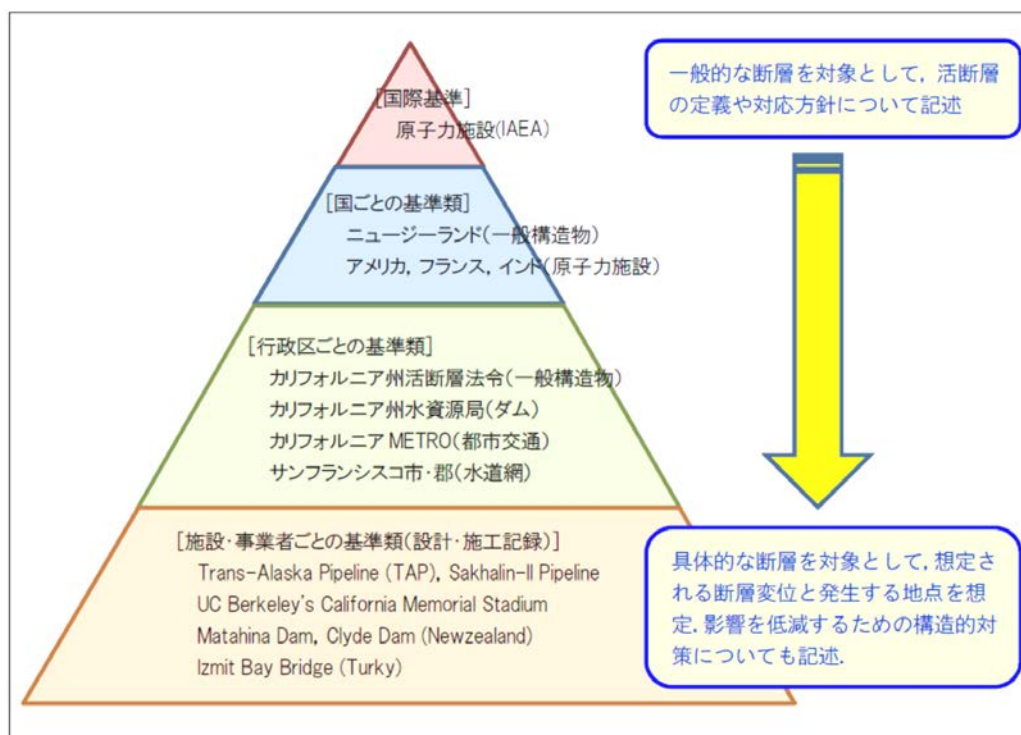 [国際基準]
原子力施設(IAEA)
[国ごとの基準類]
ニュージーランド(一般構造物)
アメリカ, フランス, インド(原子力施設)
[行政区ごとの基準類]
カリフォルニア州活断層法令(一般構造物)
カリフォルニア州水資源局(ダム)
カリフォルニア METRO(都市交通)
サンフランシスコ市・郡(水道網)
[施設・事業者ごとの基準類(設計・施工記録)]
Trans-Alaska Pipeline (TAP), Sakhalin-II Pipeline
UC Berkeley's California Memorial Stadium
Matahina Dam, Clyde Dam (Newzealand)
Izmit Bay Bridge (Turky)
一般的な断層を対象として, 活断層
の定義や対応方針について記述
具体的な断層を対象として, 想定さ
れる断層変位と発生する地点を想
定. 影響を低減するための構造的対
策についても記述.